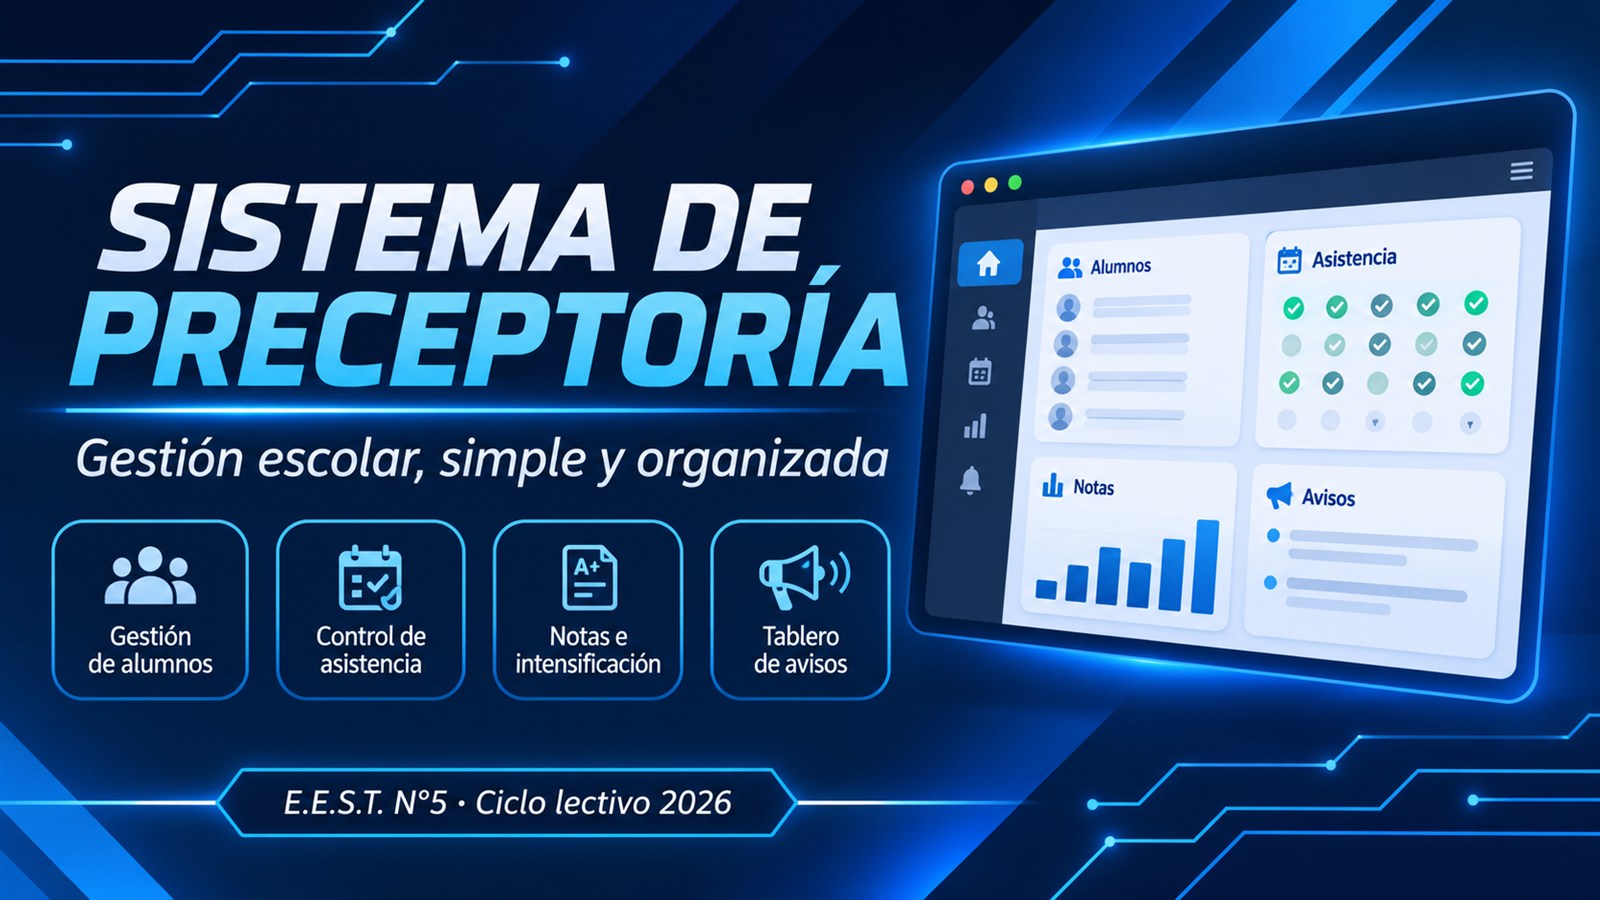 SISTEMA DE
PRECEPTORÍA
Gestión escolar, simple y organizada
Gestión
de alumnos
Control de
asistencia
A+
Notas e
intensificación
Tablero
de avisos
E.E.S.T. N°5 · Ciclo lectivo 2026
Alumnos
Asistencia
Notas
Avisos